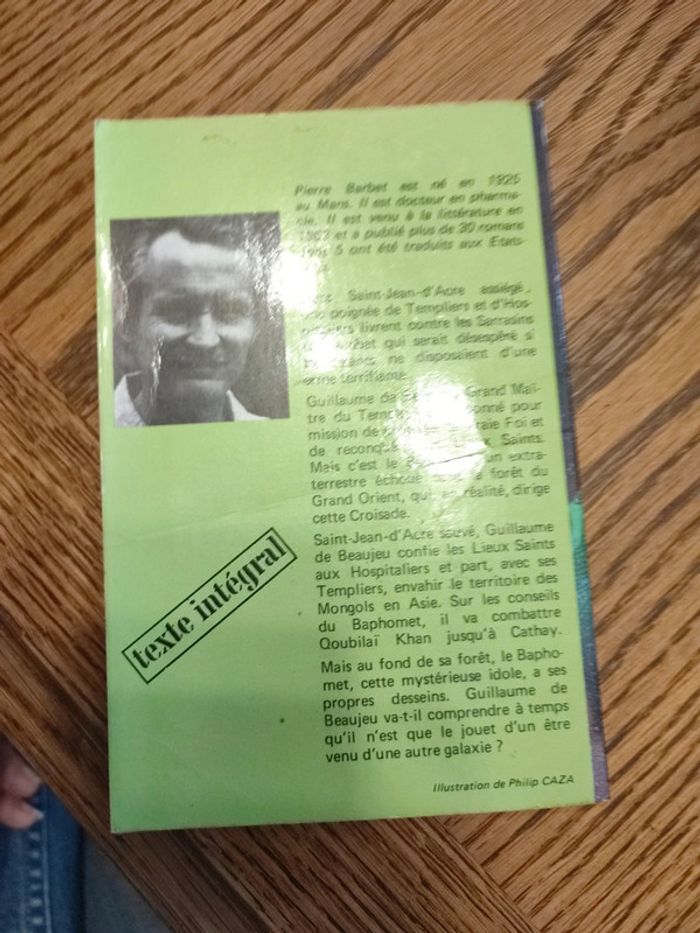 Pierre Barbet est né en 1925
au Mans. Il est docteur en pharma-
cie. Il est venu à la littérature en
et a publié plus de 30 romans
5 ont été traduits aux Etats-
Saint-Jean-d'Acre assiégé,
poignée de Templiers et d'Hos-
livrent contre les Sarrasins
qui serait désespéré si
ne disposaient d'une
arme terrifiante.
Guillaume de Grand Maî-
tre du pour
mission de Foi et
de Saints.
Mais c'est le un extra-
terrestre forêt du
Grand Orient, qui, en réalité, dirige
cette Croisade.
Saint-Jean-d'Acre sauvé, Guillaume
de Beaujeu confie les Lieux Saints
aux Hospitaliers et part, avec ses
Templiers, envahir le territoire des
Mongols en Asie. Sur les conseils
du Baphomet, il va combattre
Qoubilaï Khan jusqu'à Cathay.
Mais au fond de sa forêt, le Bapho-
met, cette mystérieuse idole, a ses
propres desseins. Guillaume de
Beaujeu va-t-il comprendre à temps
qu'il n'est que le jouet d'un être
venu d'une autre galaxie ?
texte intégral
Illustration de Philip CAZA